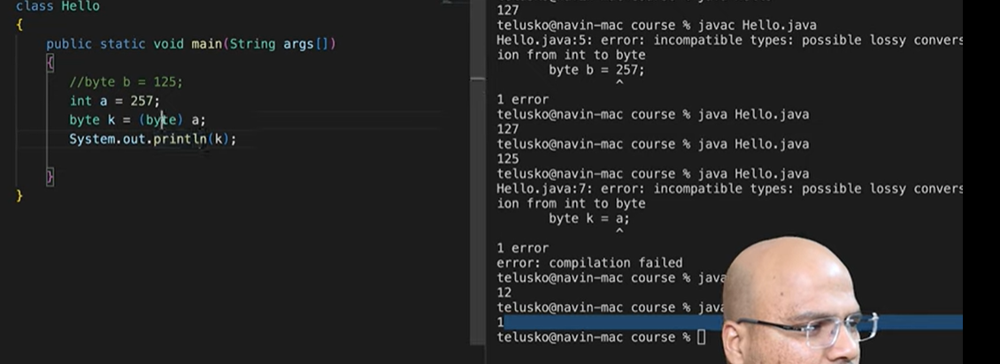 class Hello
{
public static void main(String args[])
{
//byte b = 125;
int a = 257;
byte k = (byte) a;
System.out.println(k);
}
}
127
telusko@navin-mac course % javac Hello.java
Hello.java:5: error: incompatible types: possible lossy convers
ion from int to byte
byte b = 257;
^
1 error
telusko@navin-mac course % java Hello.java
127
telusko@navin-mac course % java Hello.java
125
telusko@navin-mac course % java Hello.java
Hello.java:7: error: incompatible types: possible lossy convers
ion from int to byte
byte k = a;
^
1 error
error: compilation failed
telusko@navin-mac course % java
12
telusko@navin-mac course % java
1
telusko@navin-mac course %